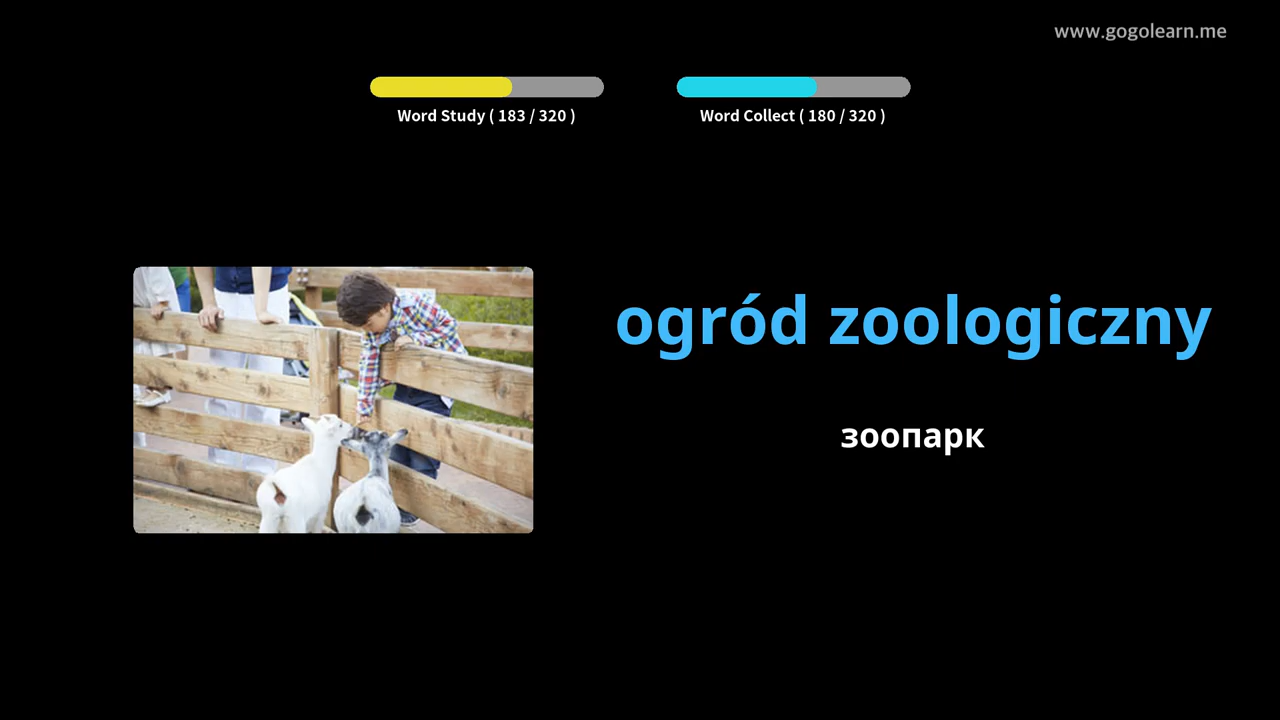 www.gogolearn.me
Word Study ( 183 / 320 )
Word Collect ( 180 / 320 )
ogród zoologiczny
зоопарк